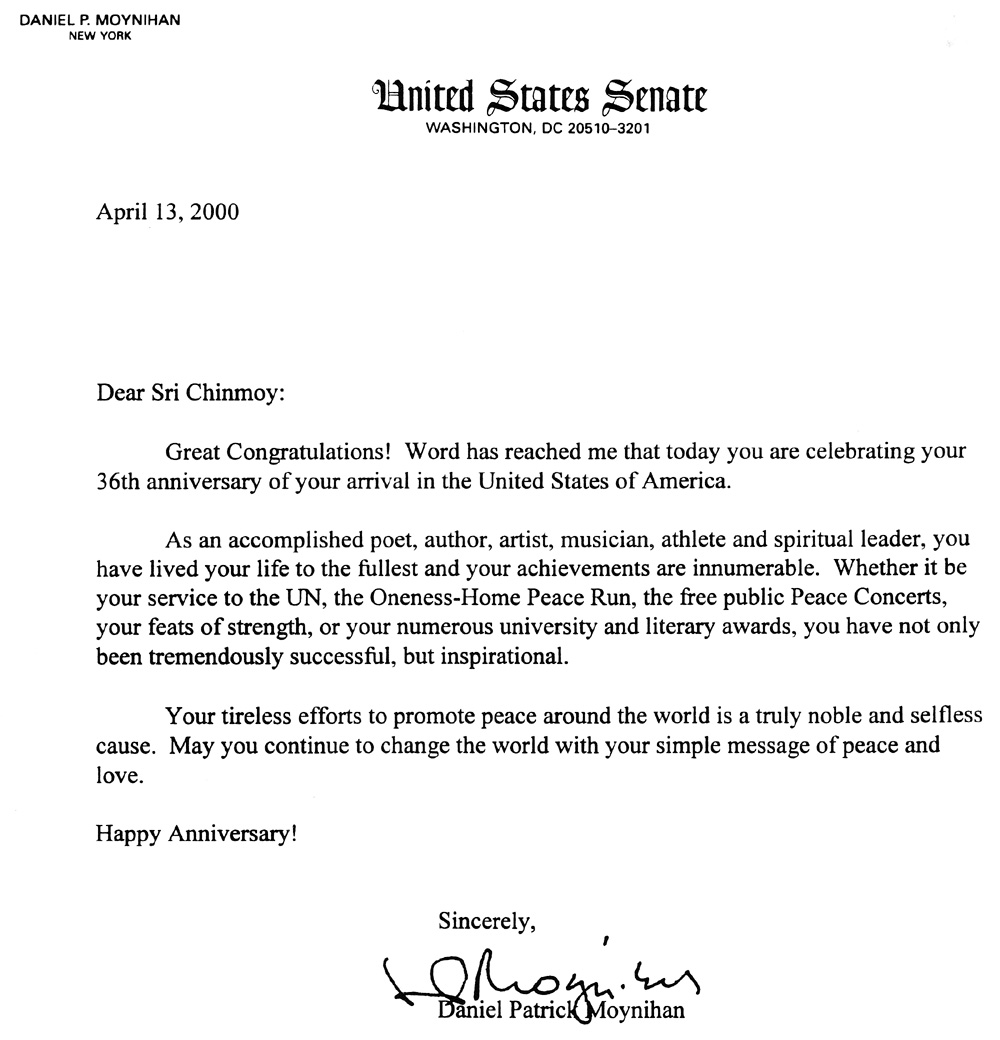 DANIEL P. MOYNIHAN
NEW YORK
United States Senate
WASHINGTON, DC 20510–3201
April 13, 2000
Dear Sri Chinmoy:
Great Congratulations! Word has reached me that today you are celebrating your
36th anniversary of your arrival in the United States of America.
As an accomplished poet, author, artist, musician, athlete and spiritual leader, you
have lived your life to the fullest and your achievements are innumerable. Whether it be
your service to the UN, the Oneness-Home Peace Run, the free public Peace Concerts,
your feats of strength, or your numerous university and literary awards, you have not only
been tremendously successful, but inspirational.
Your tireless efforts to promote peace around the world is a truly noble and selfless
cause. May you continue to change the world with your simple message of peace and
love.
Happy Anniversary!
Sincerely,
Daniel Patrick Moynihan